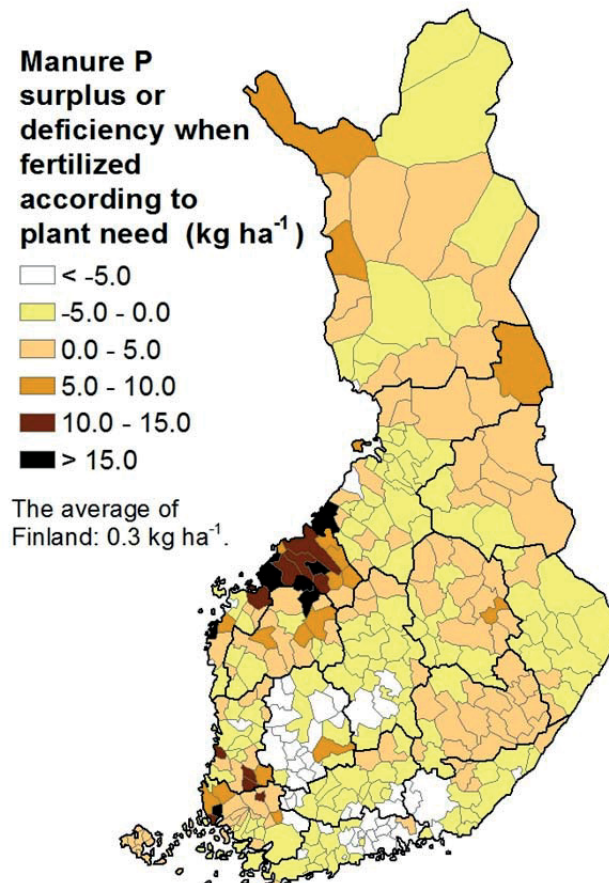 Manure P
surplus or
deficiency when
fertilized
according to
plant need (kg ha⁻¹)
< -5.0
-5.0 - 0.0
0.0 - 5.0
5.0 - 10.0
10.0 - 15.0
> 15.0
The average of
Finland: 0.3 kg ha⁻¹.